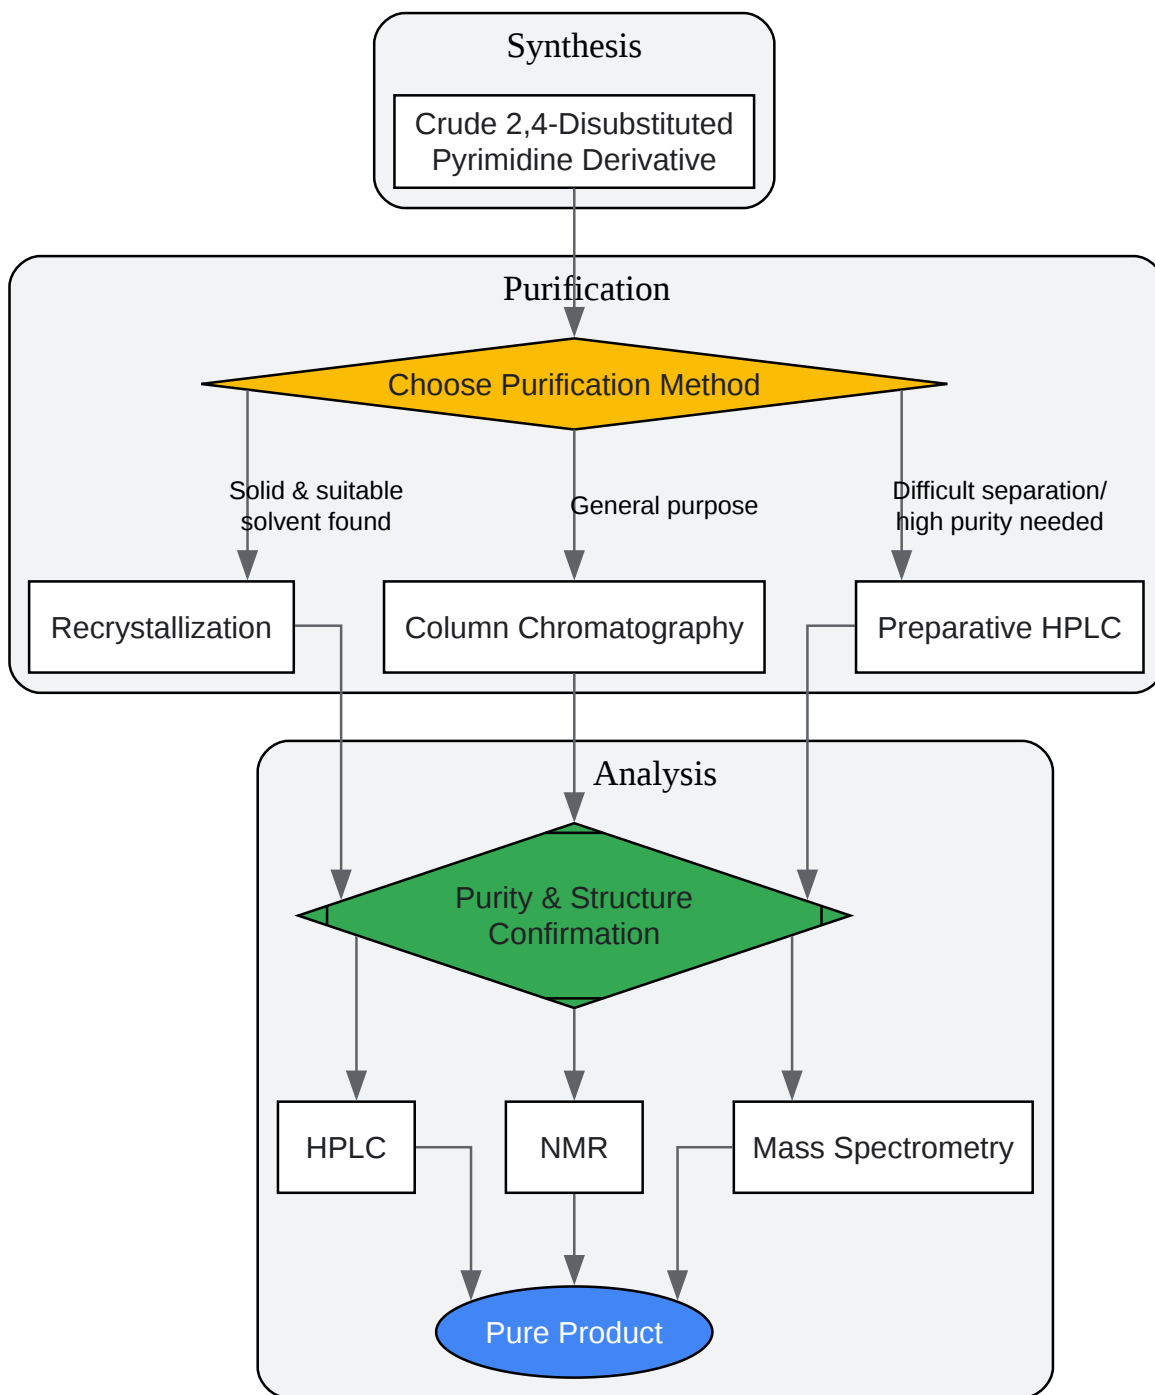 Synthesis
Crude 2,4-Disubstituted
Pyrimidine Derivative
Purification
Choose Purification Method
Solid & suitable
solvent found
General purpose
Difficult separation/
high purity needed
Recrystallization
Column Chromatography
Preparative HPLC
Analysis
Purity & Structure
Confirmation
HPLC
NMR
Mass Spectrometry
Pure Product